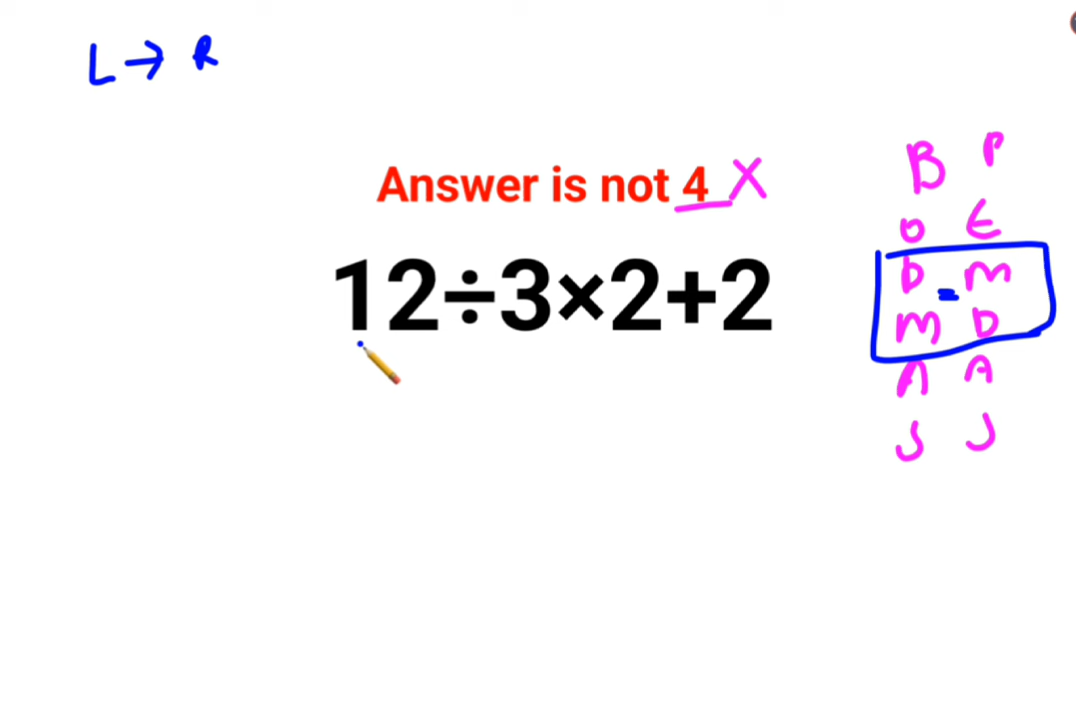 L → R
Answer is not 4 X
12÷3×2+2
B P
O E
D = M
M D
A A
S S